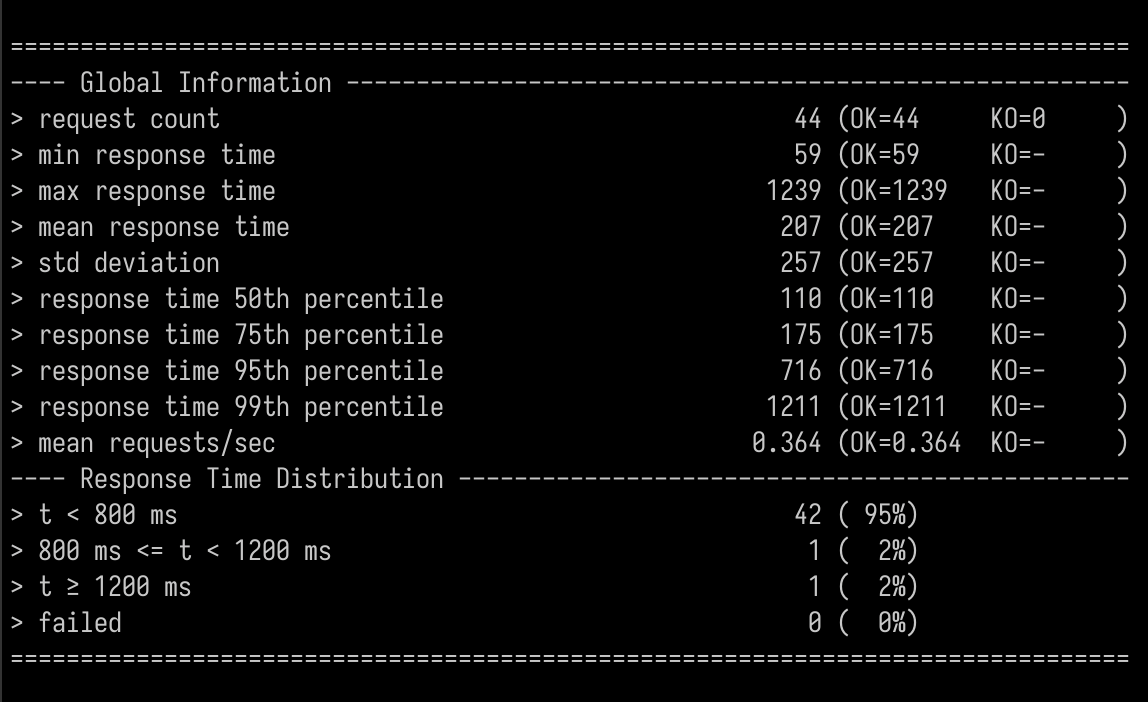 ================================================================================
---- Global Information --------------------------------------------------------
> request count                                         44 (OK=44     KO=0     )
> min response time                                     59 (OK=59     KO=-     )
> max response time                                   1239 (OK=1239   KO=-     )
> mean response time                                   207 (OK=207    KO=-     )
> std deviation                                        257 (OK=257    KO=-     )
> response time 50th percentile                        110 (OK=110    KO=-     )
> response time 75th percentile                        175 (OK=175    KO=-     )
> response time 95th percentile                        716 (OK=716    KO=-     )
> response time 99th percentile                       1211 (OK=1211   KO=-     )
> mean requests/sec                                  0.364 (OK=0.364  KO=-     )
---- Response Time Distribution ------------------------------------------------
> t < 800 ms                                            42 ( 95%)
> 800 ms <= t < 1200 ms                                  1 (  2%)
> t ≥ 1200 ms                                            1 (  2%)
> failed                                                 0 (  0%)
================================================================================